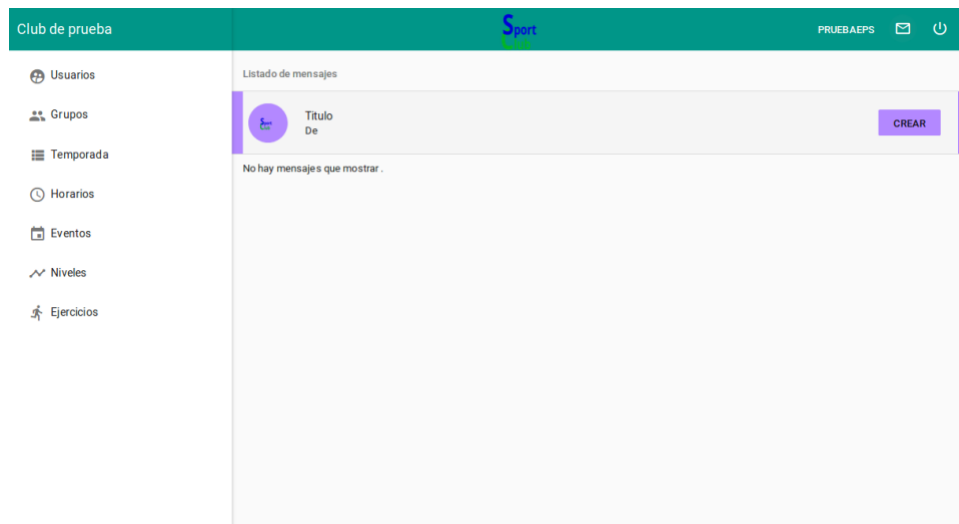 Club de prueba
Sport
PRUEBAEPS
Usuarios
Grupos
Temporada
Horarios
Eventos
Niveles
Ejercicios
Listado de mensajes
Titulo
De
CREAR
No hay mensajes que mostrar .